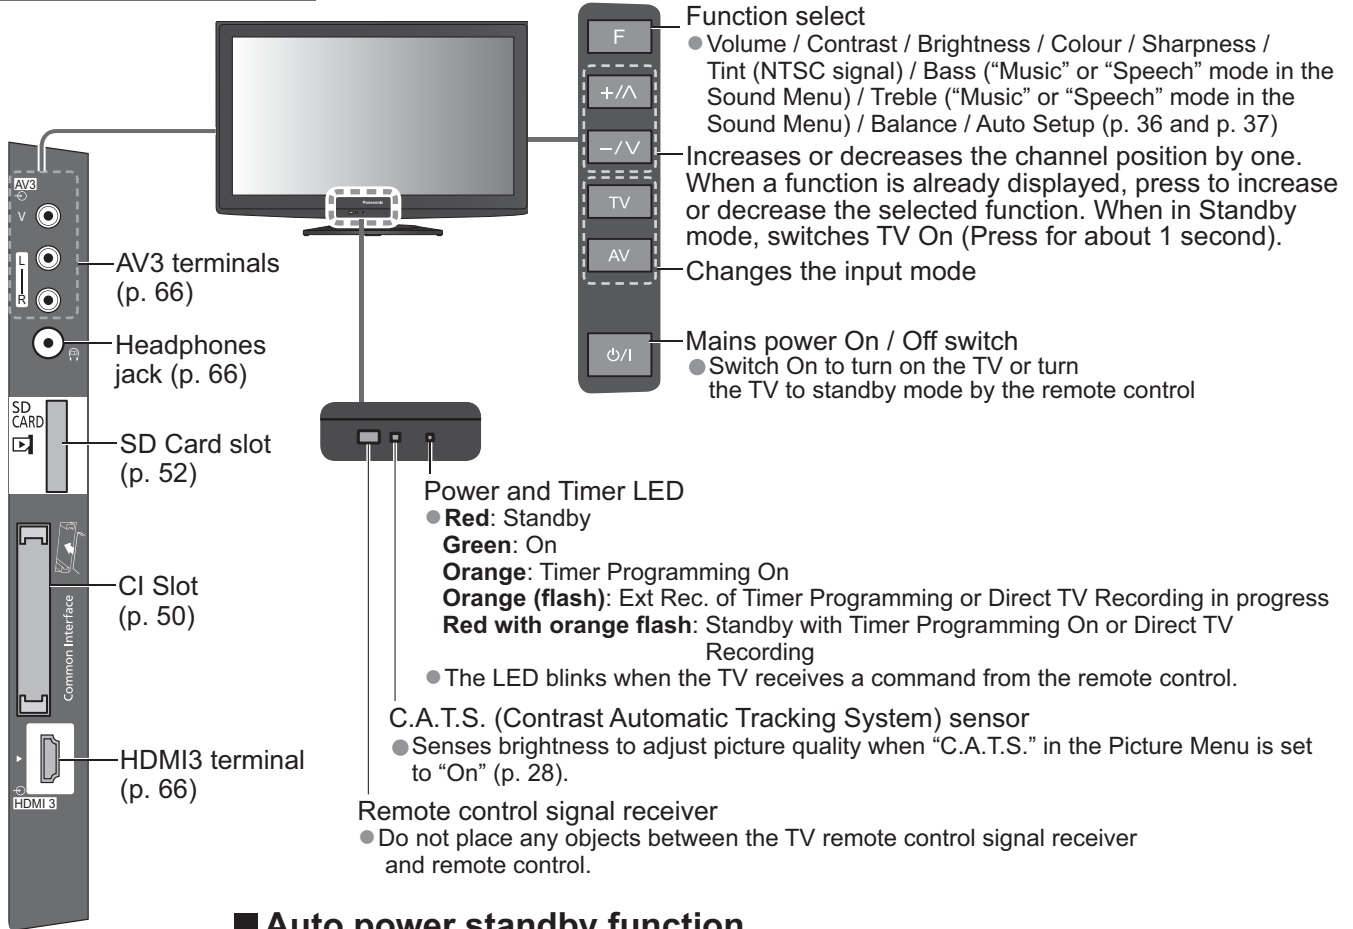 Function select
Volume / Contrast / Brightness / Colour / Sharpness /
Tint (NTSC signal) / Bass (“Music” or “Speech” mode in the
Sound Menu) / Treble (“Music” or “Speech” mode in the
Sound Menu) / Balance / Auto Setup (p. 36 and p. 37)
Increases or decreases the channel position by one.
When a function is already displayed, press to increase
or decrease the selected function. When in Standby
mode, switches TV On (Press for about 1 second).
Changes the input mode
Mains power On / Off switch
Switch On to turn on the TV or turn
the TV to standby mode by the remote control
F
+/∧
−/∨
TV
AV
⏻/I
Panasonic
AV3
V
L
R
AV3 terminals
(p. 66)
Headphones
jack (p. 66)
SD
CARD
SD Card slot
(p. 52)
CI Slot
(p. 50)
Common Interface
HDMI3 terminal
(p. 66)
HDMI 3
Power and Timer LED
Red: Standby
Green: On
Orange: Timer Programming On
Orange (flash): Ext Rec. of Timer Programming or Direct TV Recording in progress
Red with orange flash: Standby with Timer Programming On or Direct TV
Recording
The LED blinks when the TV receives a command from the remote control.
C.A.T.S. (Contrast Automatic Tracking System) sensor
Senses brightness to adjust picture quality when “C.A.T.S.” in the Picture Menu is set
to “On” (p. 28).
Remote control signal receiver
Do not place any objects between the TV remote control signal receiver
and remote control.
■ Auto power standby function